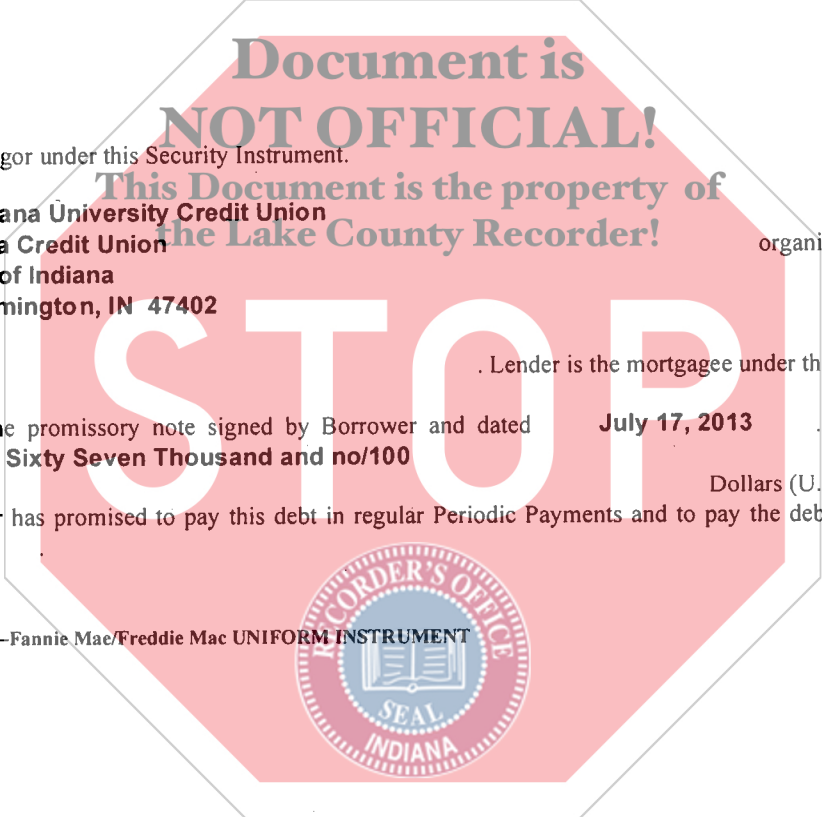 Document is
NOT OFFICIAL!
gor under this Security Instrument.
This Document is the property of
ana University Credit Union
the Lake County Recorder!
a Credit Union
organi
of Indiana
mington, IN 47402
STOP
. Lender is the mortgagee under th
e promissory note signed by Borrower and dated July 17, 2013 .
Sixty Seven Thousand and no/100
Dollars (U.
has promised to pay this debt in regular Periodic Payments and to pay the deb
.
RECORDER'S OFFICE
–Fannie Mae/Freddie Mac UNIFORM INSTRUMENT
SEAL
INDIANA